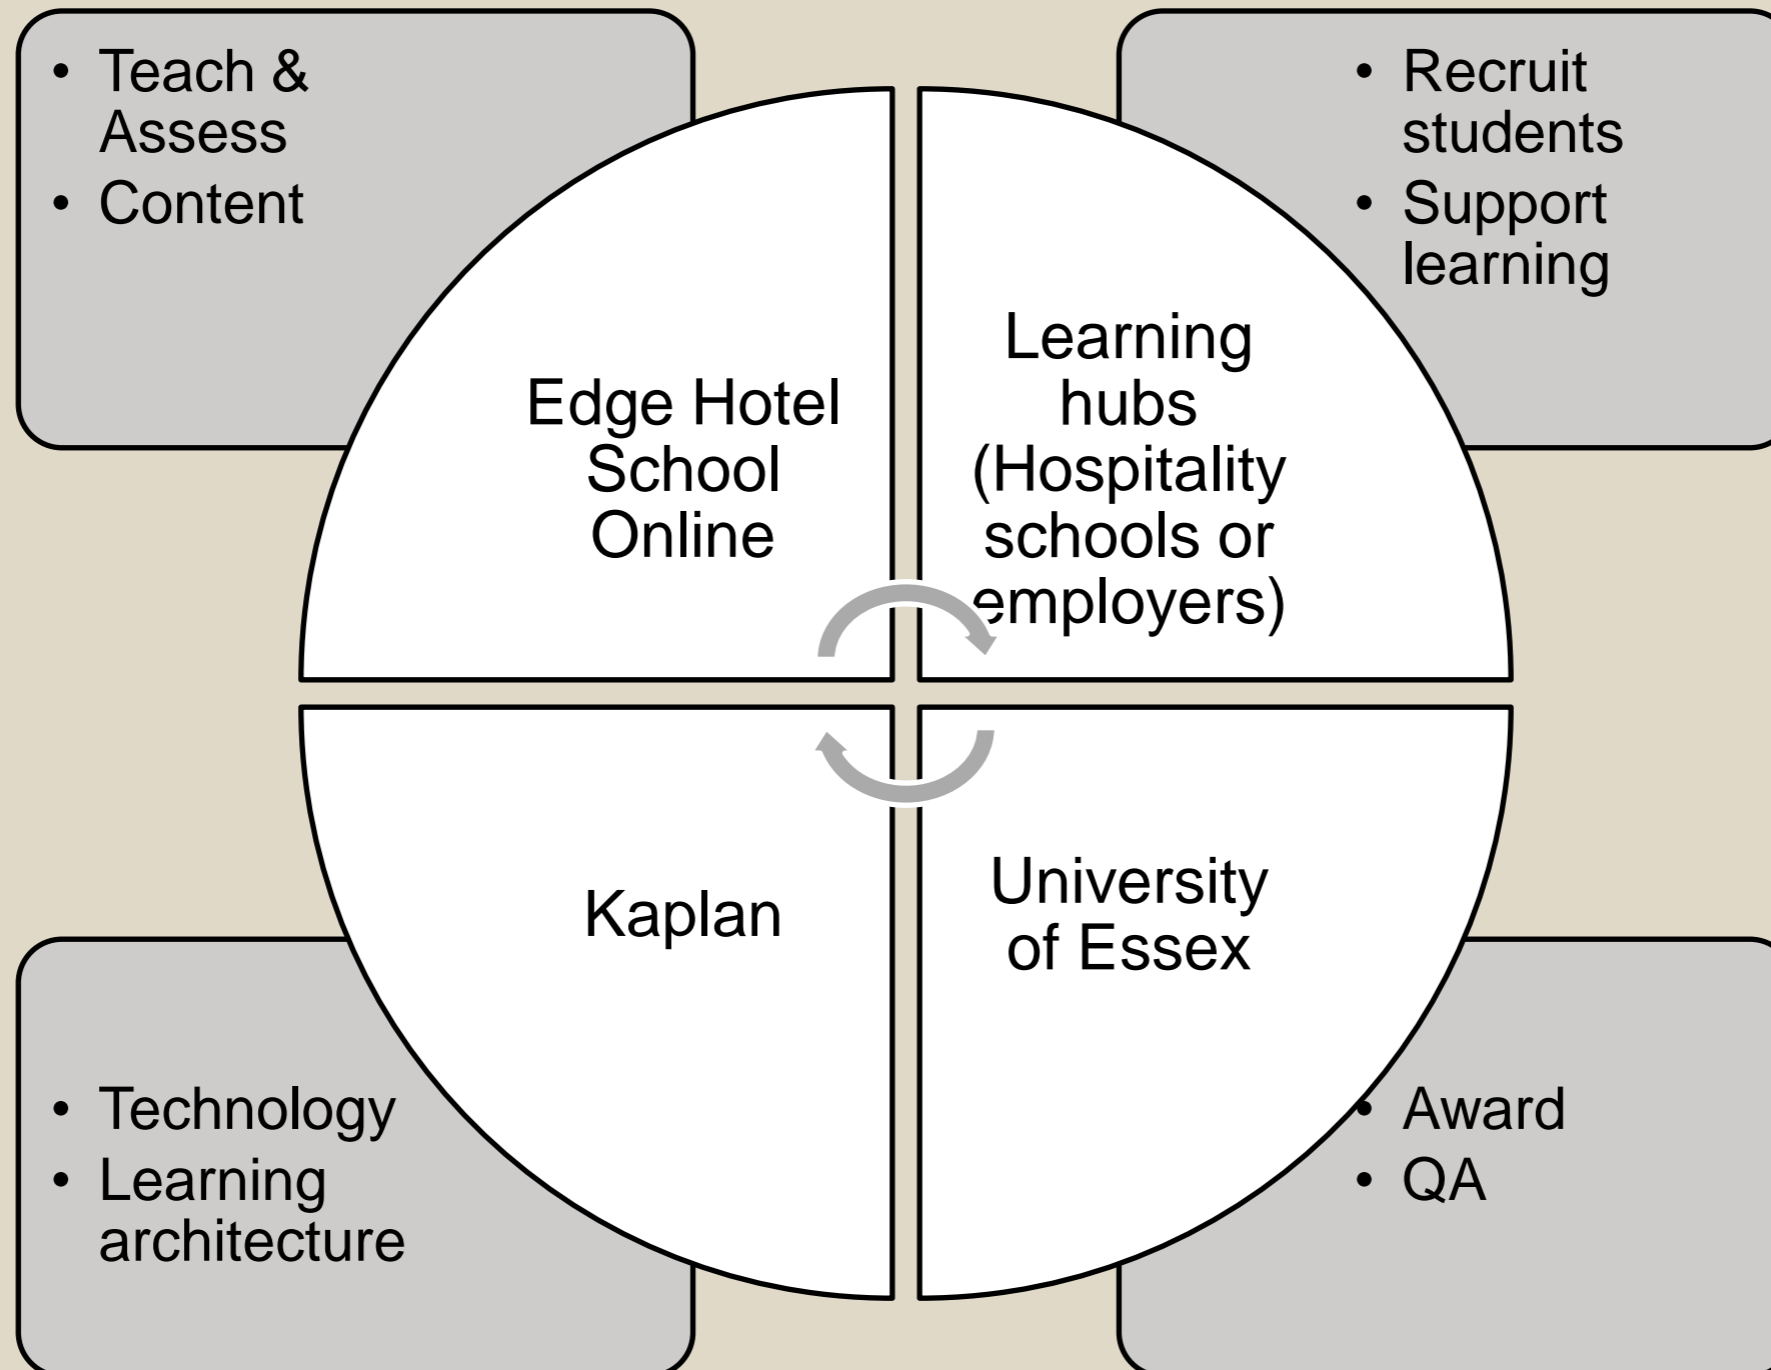 • Teach &
Assess
• Content
• Recruit
students
• Support
learning
Edge Hotel
School
Online
Learning
hubs
(Hospitality
schools or
employers)
Kaplan
University
of Essex
• Technology
• Learning
architecture
• Award
• QA